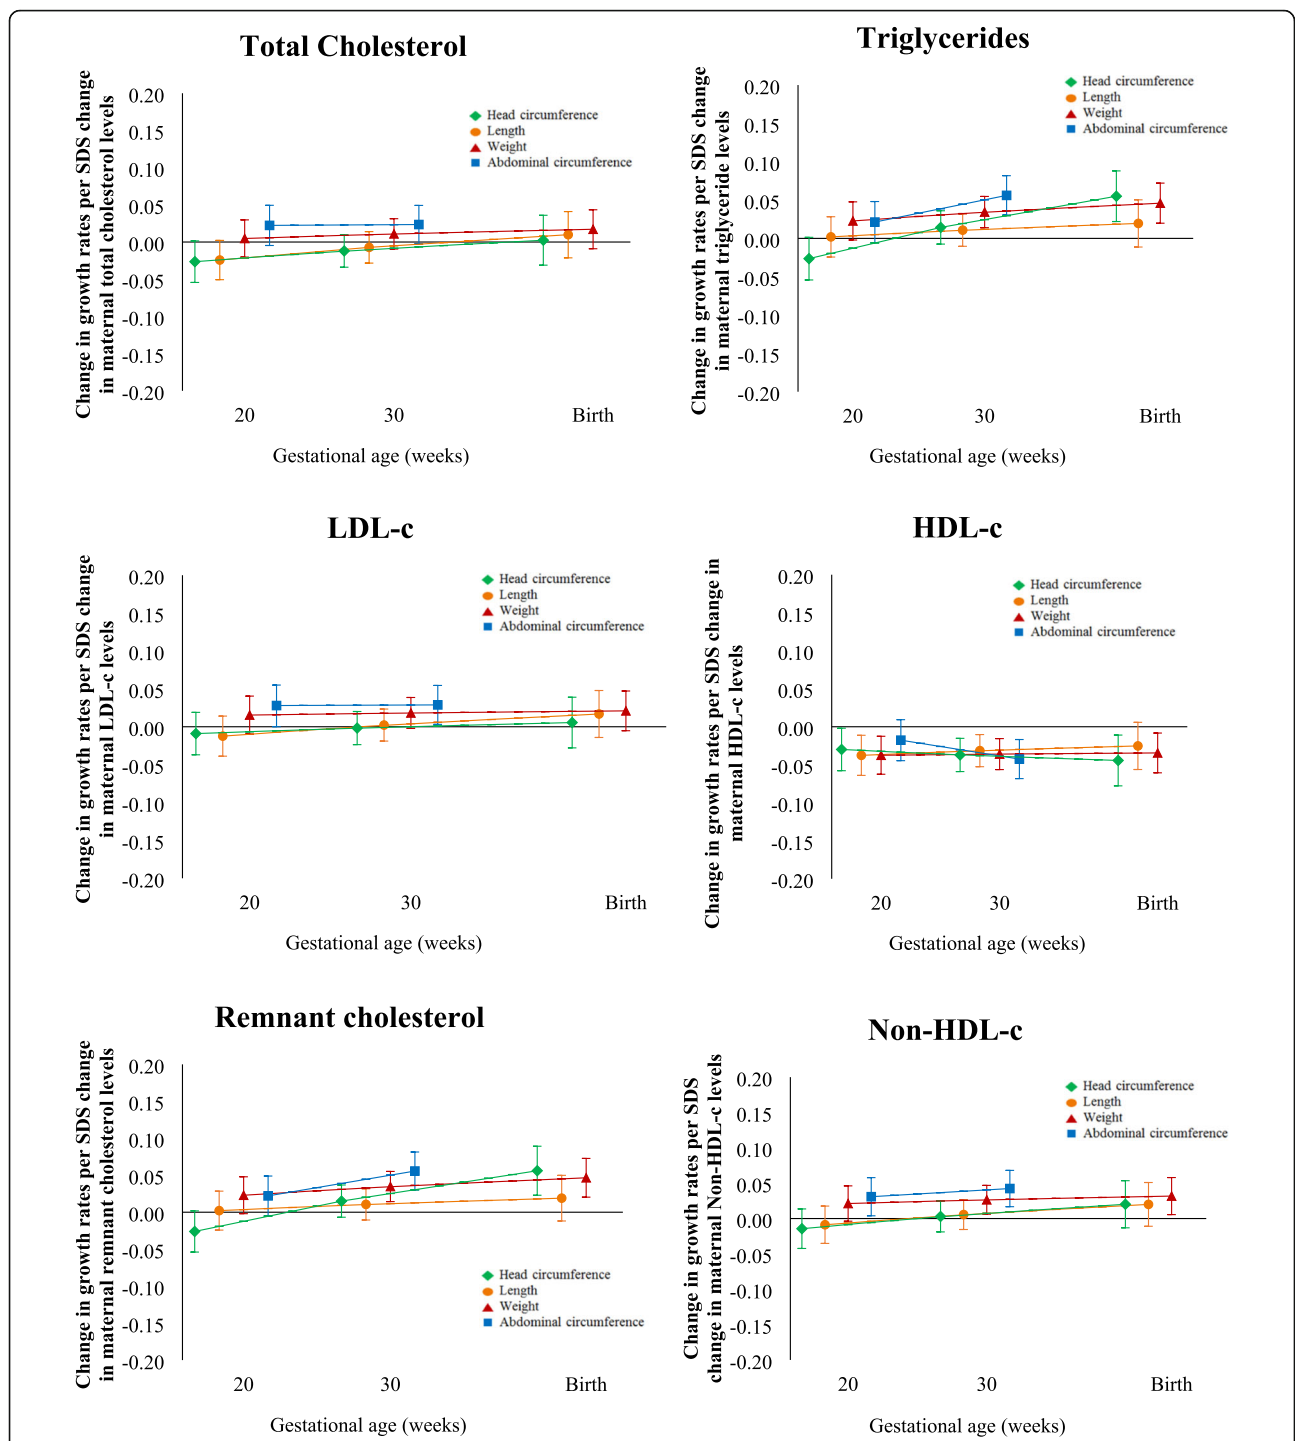 Total Cholesterol
Change in growth rates per SDS change
in maternal total cholesterol levels
0.20
0.15
0.10
0.05
0.00
-0.05
-0.10
-0.15
-0.20
Head circumference
Length
Weight
Abdominal circumference
20 30 Birth
Gestational age (weeks)
Triglycerides
Change in growth rates per SDS change
in maternal triglyceride levels
0.20
0.15
0.10
0.05
0.00
-0.05
-0.10
-0.15
-0.20
Head circumference
Length
Weight
Abdominal circumference
20 30 Birth
Gestational age (weeks)
LDL-c
Change in growth rates per SDS change
in maternal LDL-c levels
0.20
0.15
0.10
0.05
0.00
-0.05
-0.10
-0.15
-0.20
Head circumference
Length
Weight
Abdominal circumference
20 30 Birth
Gestational age (weeks)
HDL-c
Change in growth rates per SDS change in
maternal HDL-c levels
0.20
0.15
0.10
0.05
0.00
-0.05
-0.10
-0.15
-0.20
Head circumference
Length
Weight
Abdominal circumference
20 30 Birth
Gestational age (weeks)
Remnant cholesterol
Change in growth rates per SDS change
in maternal remnant cholesterol levels
0.20
0.15
0.10
0.05
0.00
-0.05
-0.10
-0.15
-0.20
Head circumference
Length
Weight
Abdominal circumference
20 30 Birth
Gestational age (weeks)
Non-HDL-c
Change in growth rates per SDS
change in maternal Non-HDL-c levels
0.20
0.15
0.10
0.05
0.00
-0.05
-0.10
-0.15
-0.20
Head circumference
Length
Weight
Abdominal circumference
20 30 Birth
Gestational age (weeks)